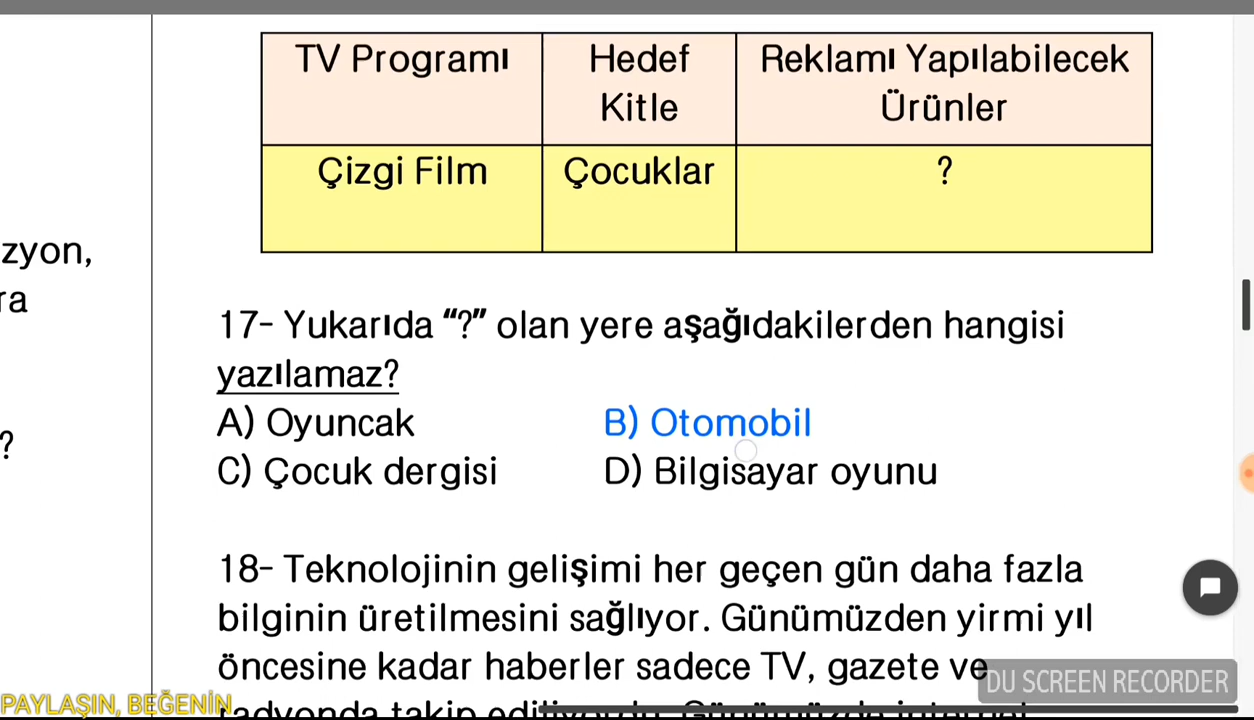 TV Programı
Hedef
Kitle
Reklamı Yapılabilecek
Ürünler
Çizgi Film
Çocuklar
?
zyon,
ra
?
17- Yukarıda “?” olan yere aşağıdakilerden hangisi
yazılamaz?
A) Oyuncak
B) Otomobil
C) Çocuk dergisi
D) Bilgisayar oyunu
18- Teknolojinin gelişimi her geçen gün daha fazla
bilginin üretilmesini sağlıyor. Günümüzden yirmi yıl
öncesine kadar haberler sadece TV, gazete ve
radyonda takip
DU SCREEN RECORDER
PAYLAŞIN, BEĞENİN